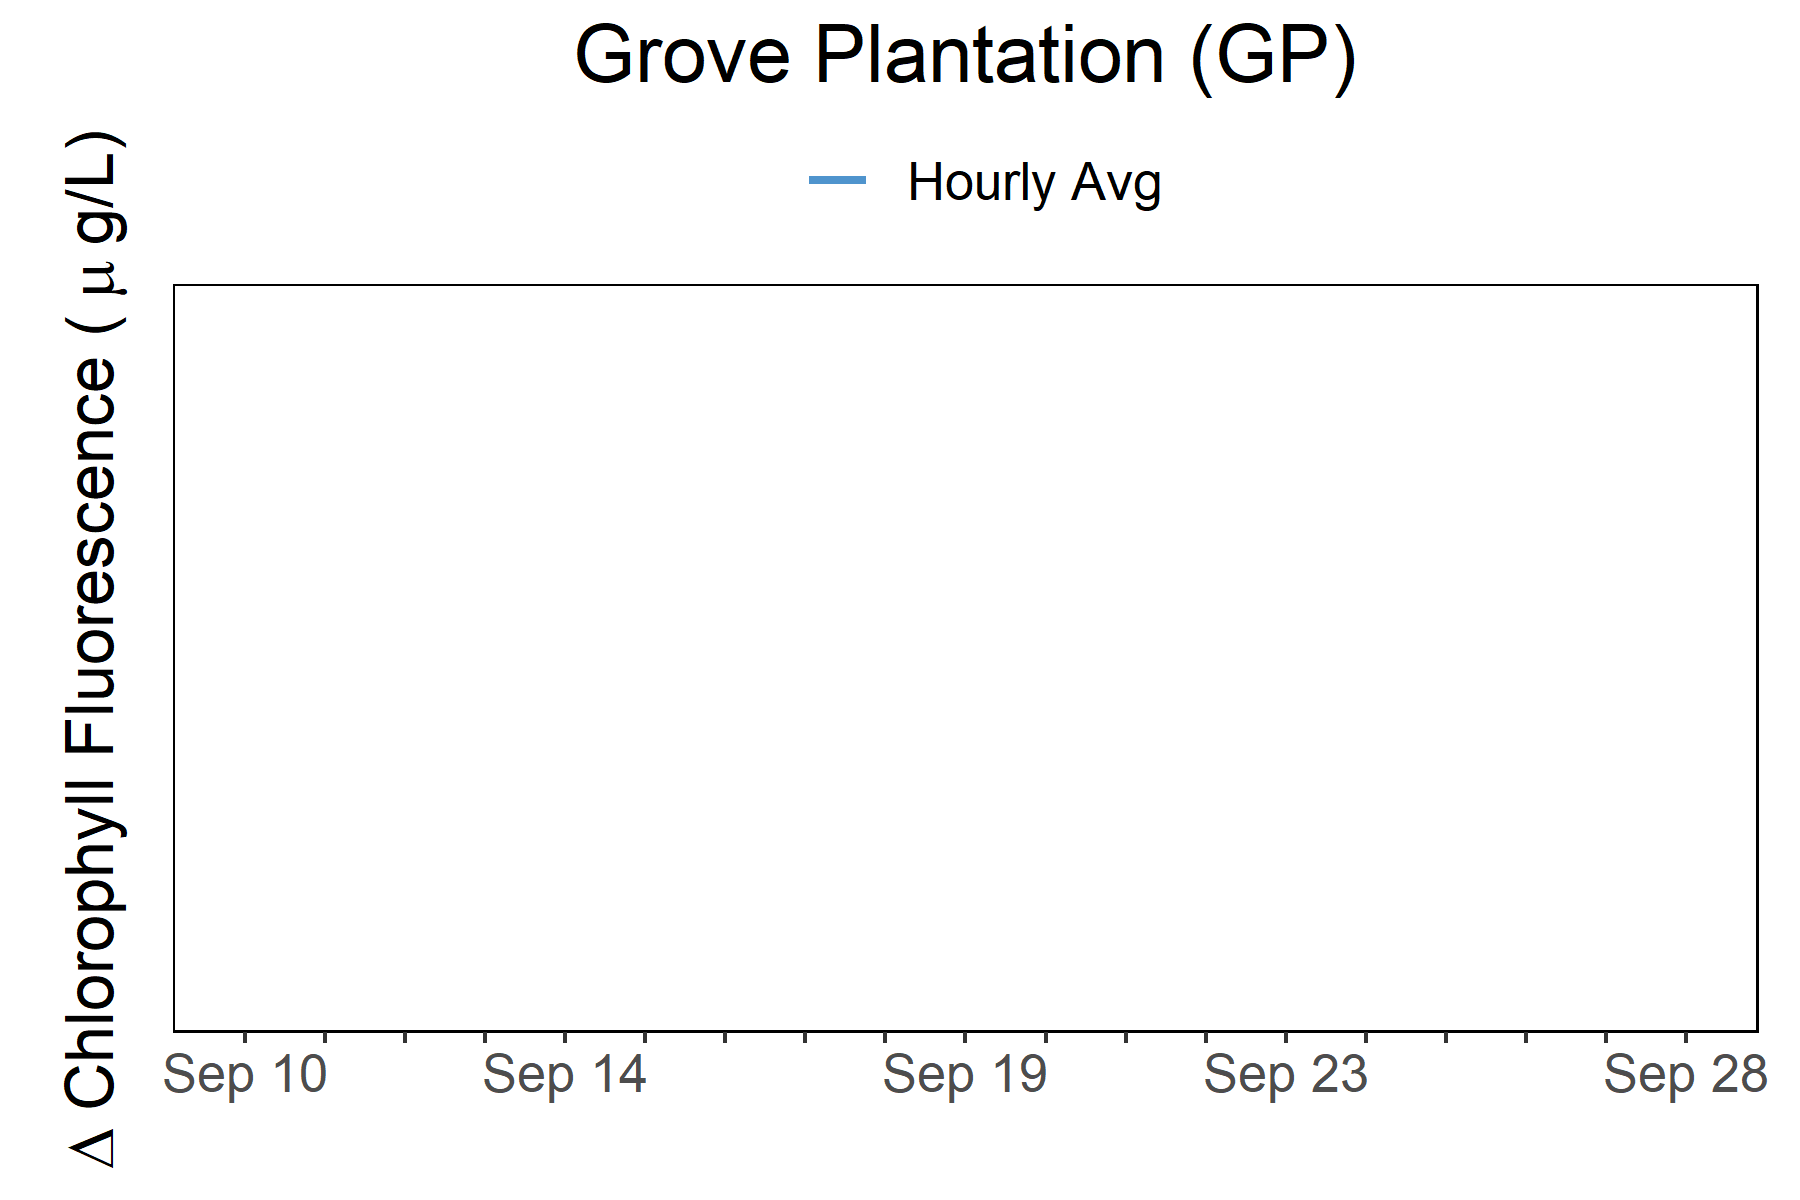 Grove Plantation (GP)
Hourly Avg
Δ Chlorophyll Fluorescence ( μ g/L)
Sep 10 Sep 14 Sep 19 Sep 23 Sep 28